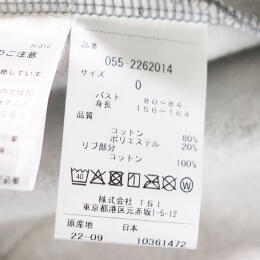 H-312
のご注意
品番
055-2262014
サイズ
0
バスト 80〜84
身長 156〜164
品質
コットン 80%
ポリエステル 20%
リブ部分
コットン 100%
40
株式会社 TSI
東京都港区元赤坂1-5-12
原産地 日本
22-09 10361472